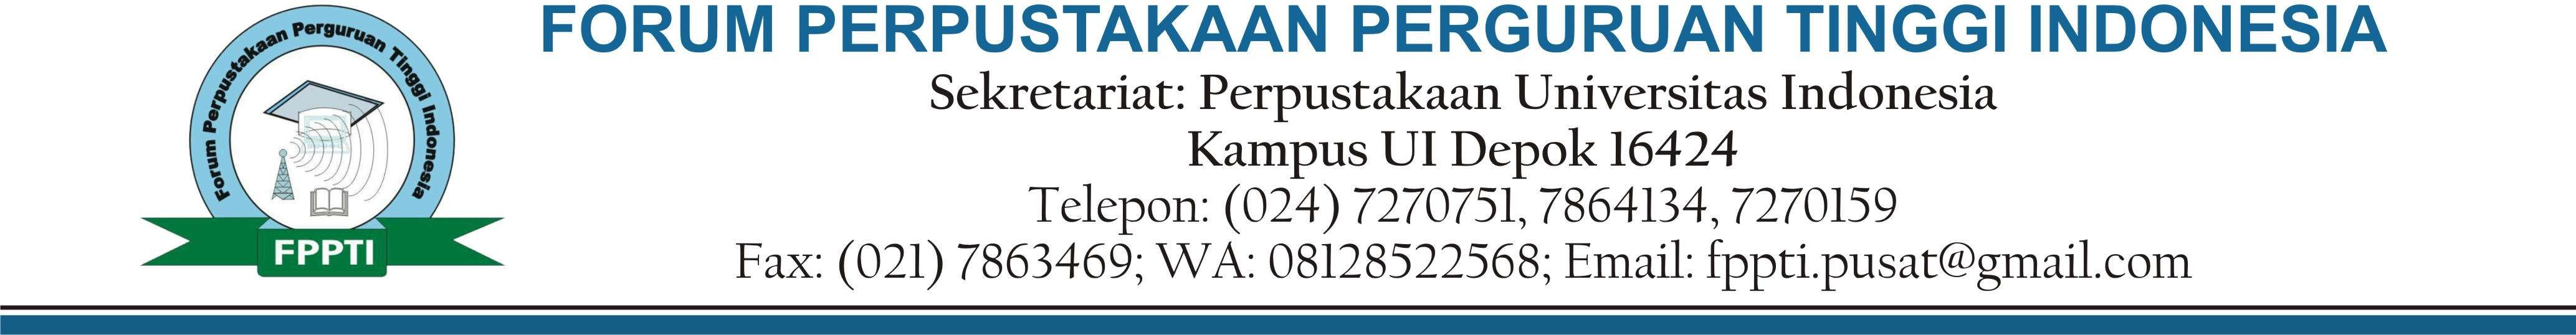 Forum Perpustakaan Perguruan Tinggi Indonesia
FPPTI
FORUM PERPUSTAKAAN PERGURUAN TINGGI INDONESIA
Sekretariat: Perpustakaan Universitas Indonesia
Kampus UI Depok 16424
Telepon: (024) 7270751, 7864134, 7270159
Fax: (021) 7863469; WA: 08128522568; Email: fppti.pusat@gmail.com